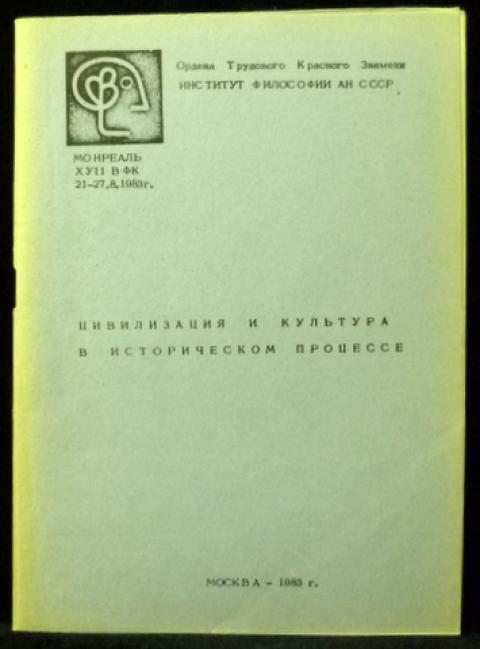 Ордена Трудового Красного Знамени
ИНСТИТУТ ФИЛОСОФИИ АН СССР
МОНРЕАЛЬ
ХУІІ ВФК
21-27.8.1983г.
ЦИВИЛИЗАЦИЯ И КУЛЬТУРА
В ИСТОРИЧЕСКОМ ПРОЦЕССЕ
МОСКВА - 1983 г.